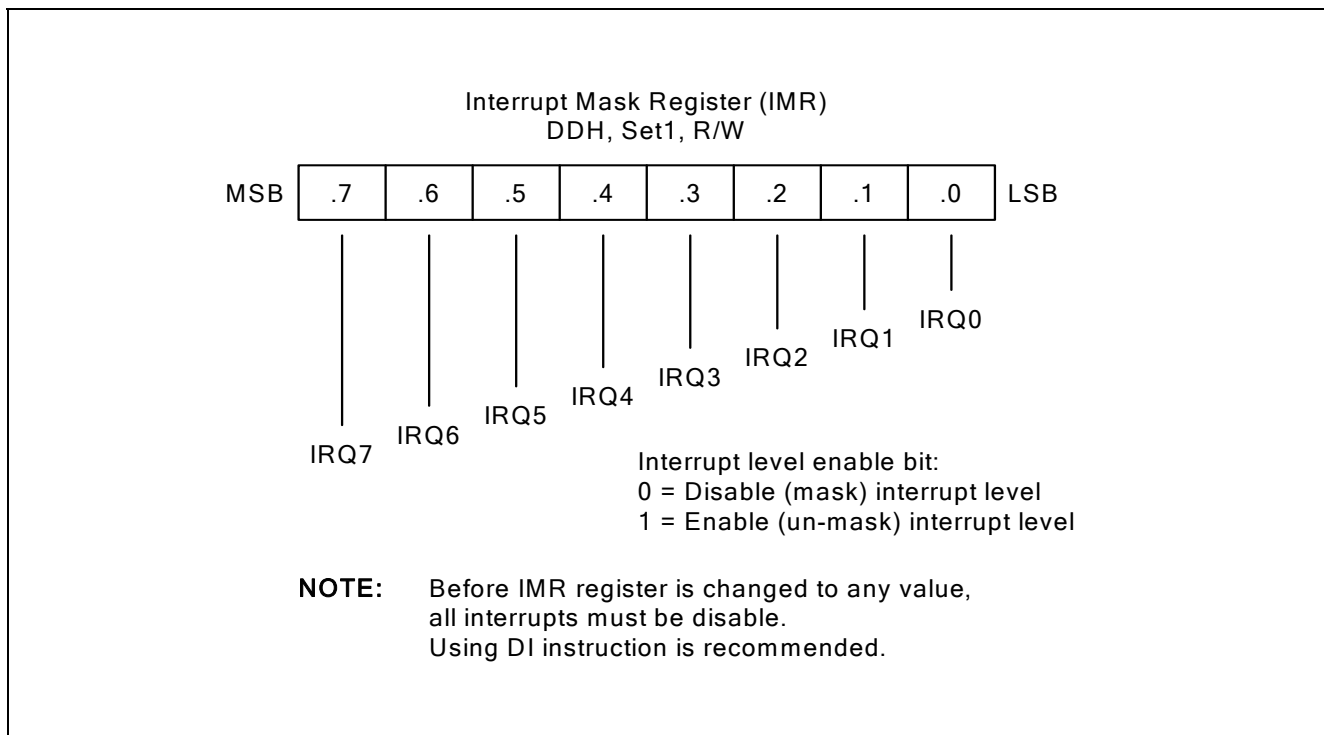 Interrupt Mask Register (IMR)
DDH, Set1, R/W
MSB .7 .6 .5 .4 .3 .2 .1 .0 LSB
IRQ7 IRQ6 IRQ5 IRQ4 IRQ3 IRQ2 IRQ1 IRQ0
Interrupt level enable bit:
0 = Disable (mask) interrupt level
1 = Enable (un-mask) interrupt level
NOTE: Before IMR register is changed to any value,
all interrupts must be disable.
Using DI instruction is recommended.